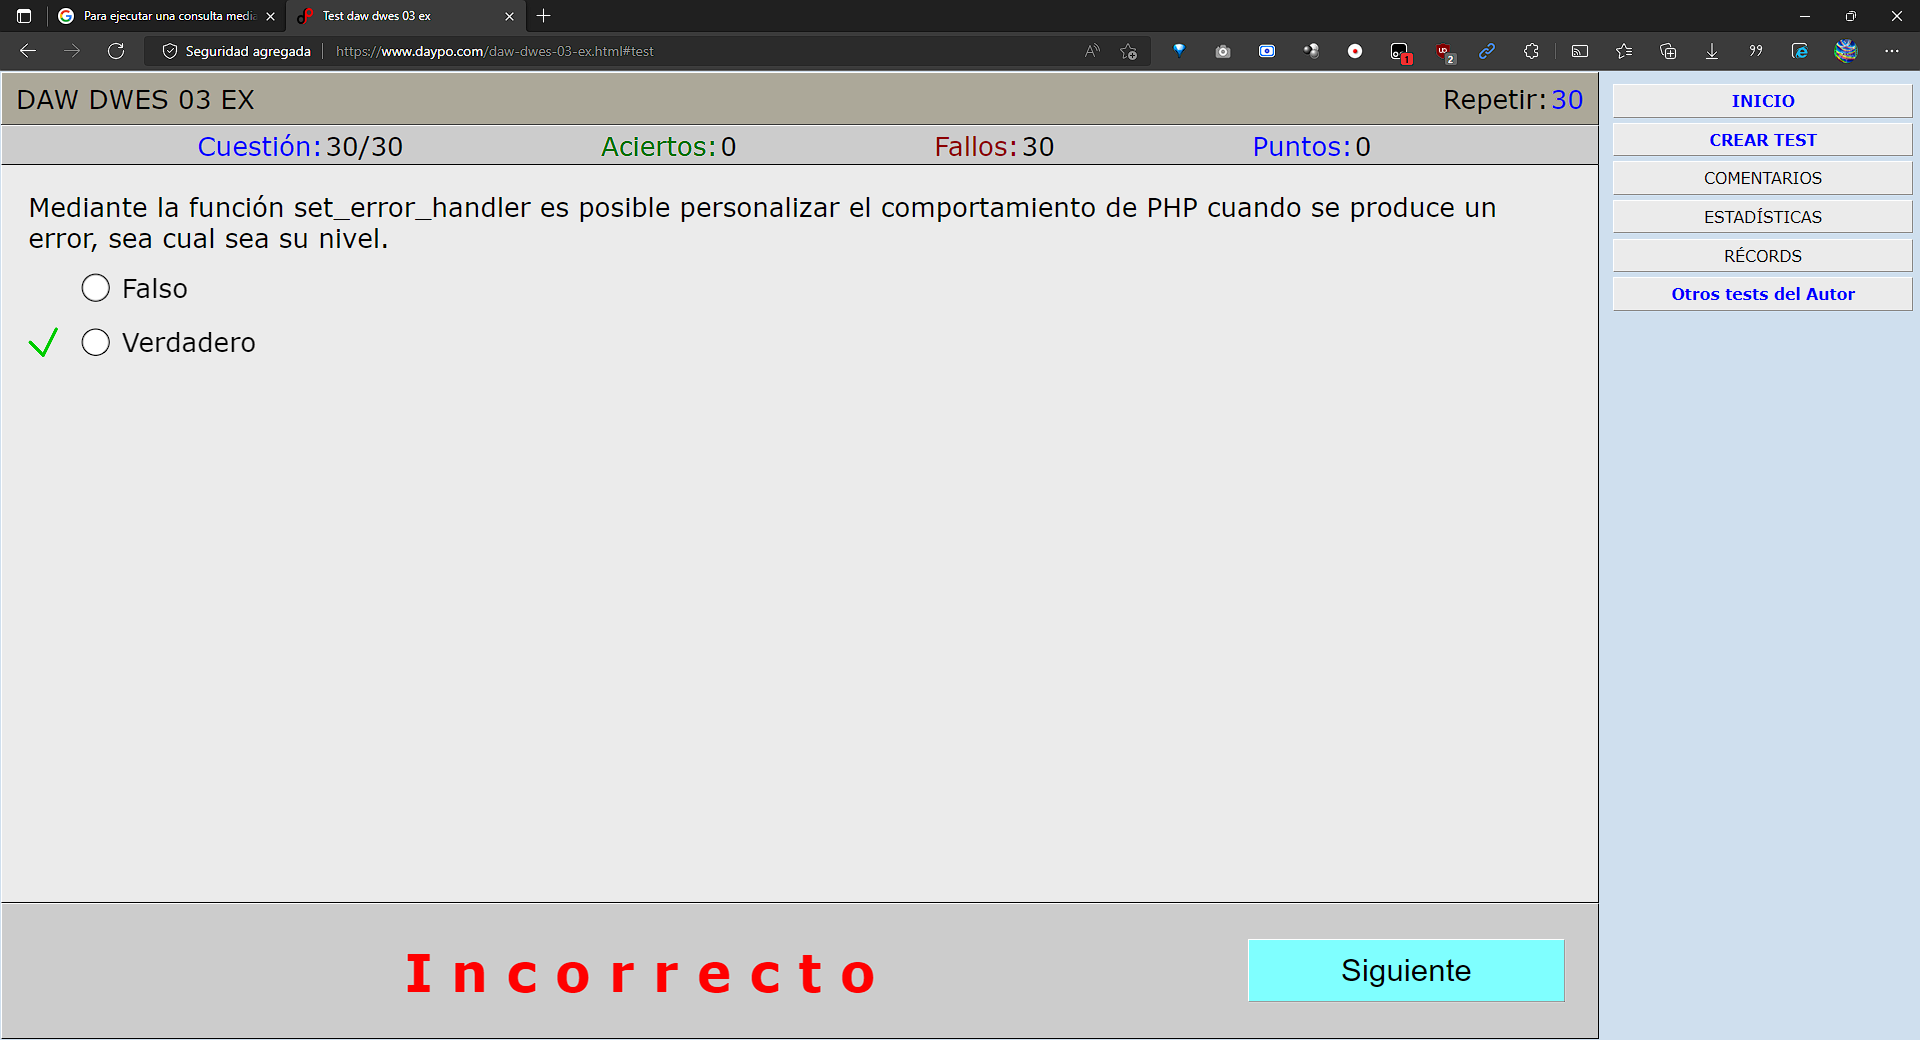 Para ejecutar una consulta media
Test daw dwes 03 ex
Seguridad agregada
https://www.daypo.com/daw-dwes-03-ex.html#test
1
2
DAW DWES 03 EX
Repetir: 30
Cuestión: 30/30
Aciertos: 0
Fallos: 30
Puntos: 0
Mediante la función set_error_handler es posible personalizar el comportamiento de PHP cuando se produce un
error, sea cual sea su nivel.
Falso
Verdadero
Incorrecto
Siguiente
INICIO
CREAR TEST
COMENTARIOS
ESTADÍSTICAS
RÉCORDS
Otros tests del Autor